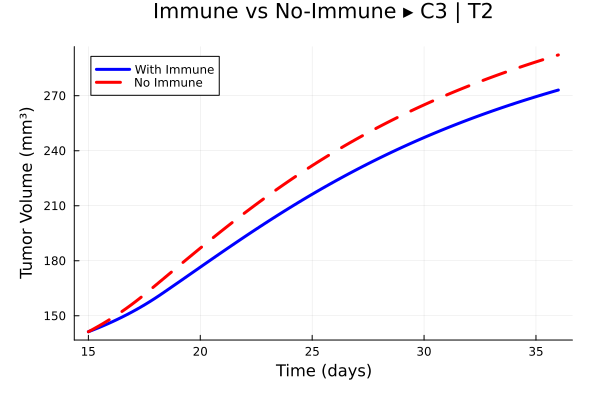 Immune vs No-Immune ▸ C3 | T2
With Immune
No Immune
Tumor Volume (mm³)
270
240
210
180
150
15 20 25 30 35
Time (days)